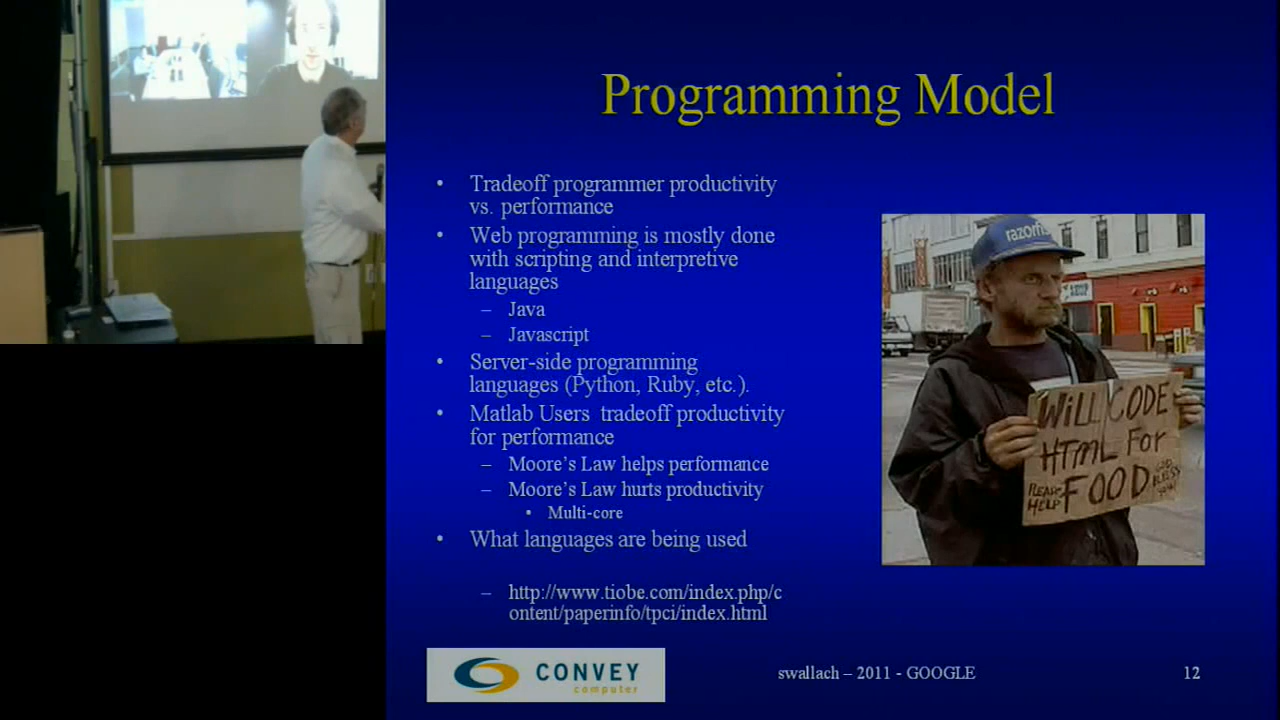 Programming Model
• Tradeoff programmer productivity
vs. performance
• Web programming is mostly done
with scripting and interpretive
languages
– Java
– Javascript
• Server-side programming
languages (Python, Ruby, etc.).
• Matlab Users tradeoff productivity
for performance
– Moore's Law helps performance
– Moore's Law hurts productivity
• Multi-core
• What languages are being used
– http://www.tiobe.com/index.php/c
ontent/paperinfo/tpci/index.html
WILL CODE
HTML FOR
FOOD
HELP
GOD
BLESS
YOU
CONVEY
computer
swallach – 2011 - GOOGLE
12